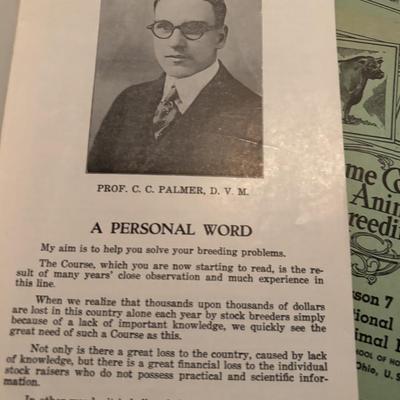 PROF. C. C. PALMER, D. V. M.
A PERSONAL WORD
My aim is to help you solve your breeding problems.
The Course, which you are now starting to read, is the re-
sult of many years' close observation and much experience in
this line.
When we realize that thousands upon thousands of dollars
are lost in this country alone each year by stock breeders simply
because of a lack of important knowledge, we quickly see the
great need of such a Course as this.
Not only is there a great loss to the country, caused by lack
of knowledge, but there is a great financial loss to the individual
stock raisers who do not possess practical and scientific infor-
mation.
Anim
reedin
sson 7
tional
imal
Ohio, U. S.